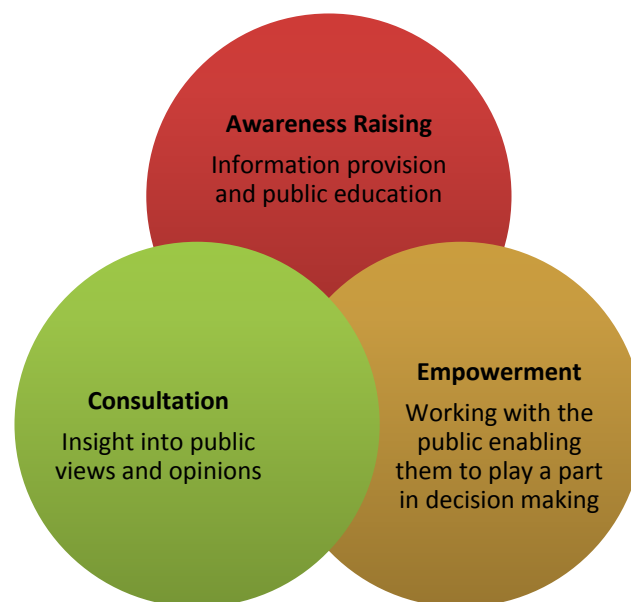 Awareness Raising
Information provision
and public education
Consultation
Insight into public
views and opinions
Empowerment
Working with the
public enabling
them to play a part
in decision making